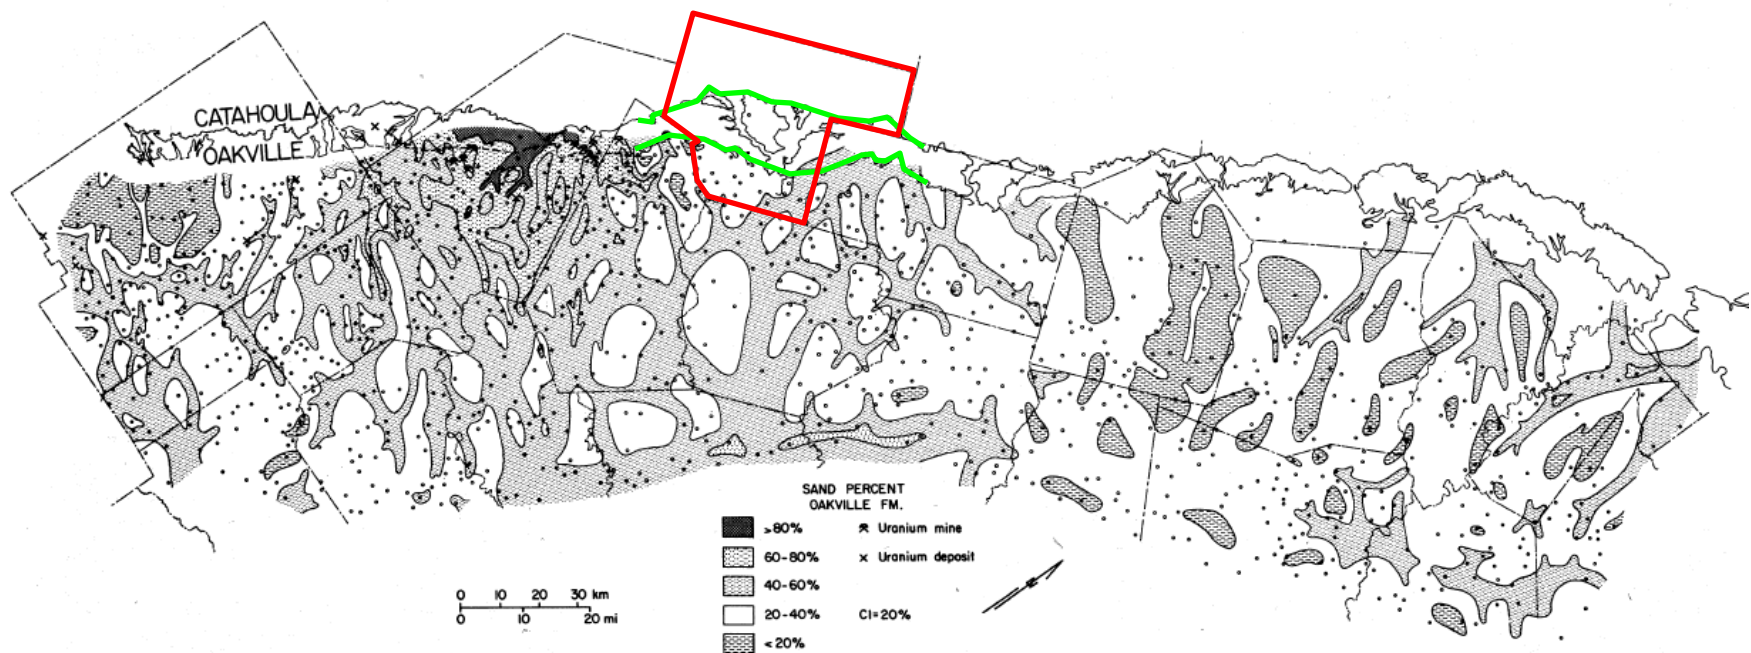 CATAHOULA
OAKVILLE
SAND PERCENT
OAKVILLE FM.
>80%
60-80%
40-60%
20-40%
<20%
Uranium mine
x Uranium deposit
CI=20%
0 10 20 30 km
0 10 20 mi